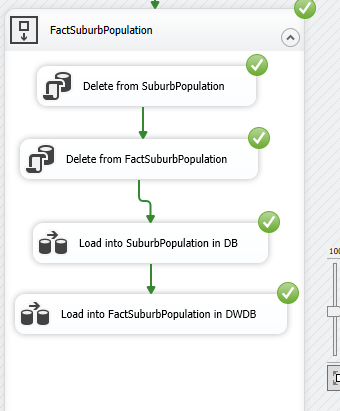 FactSuburbPopulation
Delete from SuburbPopulation
Delete from FactSuburbPopulation
Load into SuburbPopulation in DB
Load into FactSuburbPopulation in DWDB